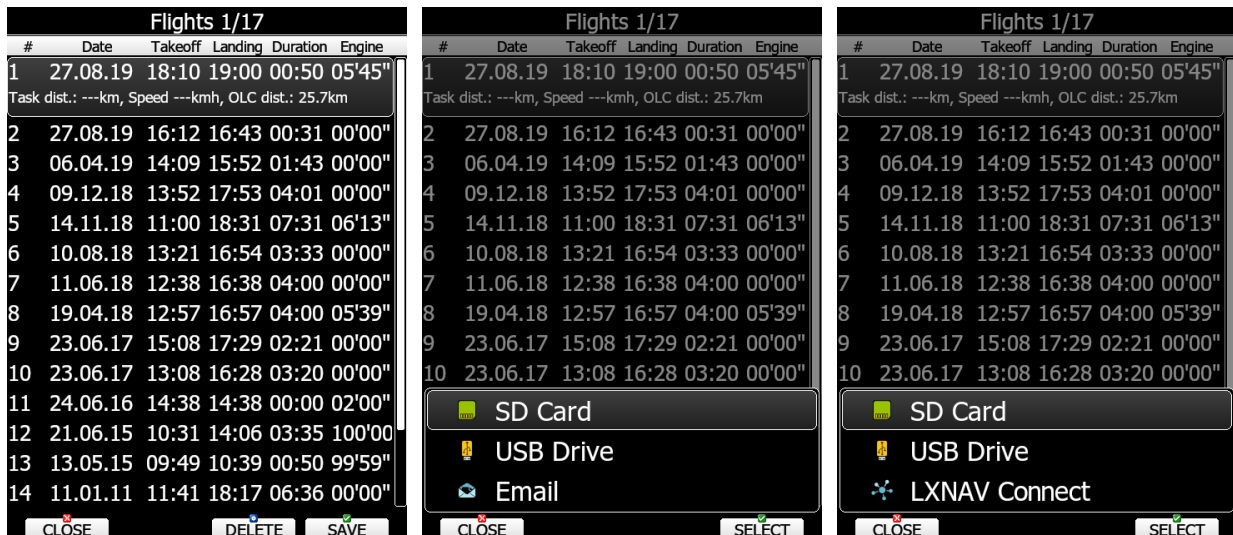 Flights 1/17
# Date Takeoff Landing Duration Engine
1 27.08.19 18:10 19:00 00:50 05'45"
Task dist.: ---km, Speed ---kmh, OLC dist.: 25.7km
2 27.08.19 16:12 16:43 00:31 00'00"
3 06.04.19 14:09 15:52 01:43 00'00"
4 09.12.18 13:52 17:53 04:01 00'00"
5 14.11.18 11:00 18:31 07:31 06'13"
6 10.08.18 13:21 16:54 03:33 00'00"
7 11.06.18 12:38 16:38 04:00 00'00"
8 19.04.18 12:57 16:57 04:00 05'39"
9 23.06.17 15:08 17:29 02:21 00'00"
10 23.06.17 13:08 16:28 03:20 00'00"
11 24.06.16 14:38 14:38 00:00 02'00"
12 21.06.15 10:31 14:06 03:35 100'00
13 13.05.15 09:49 10:39 00:50 99'59"
14 11.01.11 11:41 18:17 06:36 00'00"
CLOSE DELETE SAVE
Flights 1/17
# Date Takeoff Landing Duration Engine
1 27.08.19 18:10 19:00 00:50 05'45"
Task dist.: ---km, Speed ---kmh, OLC dist.: 25.7km
2 27.08.19 16:12 16:43 00:31 00'00"
3 06.04.19 14:09 15:52 01:43 00'00"
4 09.12.18 13:52 17:53 04:01 00'00"
5 14.11.18 11:00 18:31 07:31 06'13"
6 10.08.18 13:21 16:54 03:33 00'00"
7 11.06.18 12:38 16:38 04:00 00'00"
8 19.04.18 12:57 16:57 04:00 05'39"
9 23.06.17 15:08 17:29 02:21 00'00"
10 23.06.17 13:08 16:28 03:20 00'00"
SD Card
USB Drive
Email
CLOSE SELECT
Flights 1/17
# Date Takeoff Landing Duration Engine
1 27.08.19 18:10 19:00 00:50 05'45"
Task dist.: ---km, Speed ---kmh, OLC dist.: 25.7km
2 27.08.19 16:12 16:43 00:31 00'00"
3 06.04.19 14:09 15:52 01:43 00'00"
4 09.12.18 13:52 17:53 04:01 00'00"
5 14.11.18 11:00 18:31 07:31 06'13"
6 10.08.18 13:21 16:54 03:33 00'00"
7 11.06.18 12:38 16:38 04:00 00'00"
8 19.04.18 12:57 16:57 04:00 05'39"
9 23.06.17 15:08 17:29 02:21 00'00"
10 23.06.17 13:08 16:28 03:20 00'00"
SD Card
USB Drive
LXNAV Connect
CLOSE SELECT